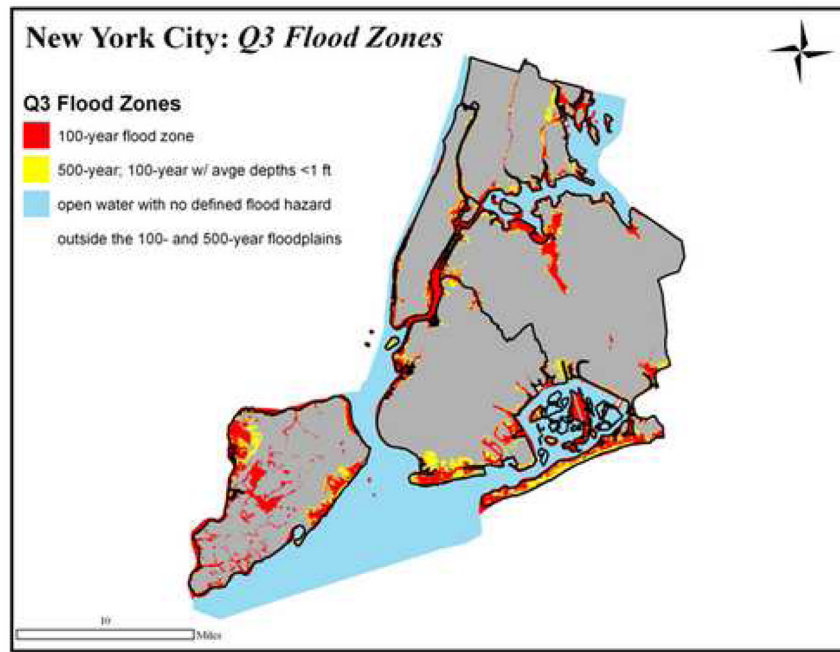 New York City: Q3 Flood Zones
Q3 Flood Zones
100-year flood zone
500-year; 100-year w/ avge depths <1 ft
open water with no defined flood hazard
outside the 100- and 500-year floodplains
10
Miles